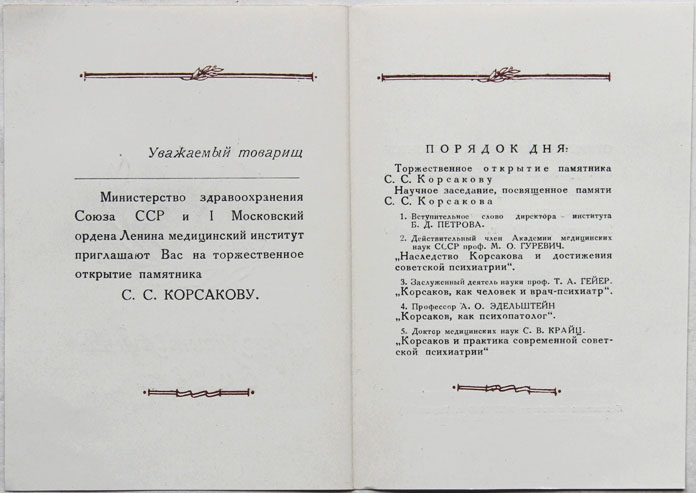 Уважаемый товарищ
Министерство здравоохранения
Союза ССР и I Московский
ордена Ленина медицинский институт
приглашают Вас на торжественное
открытие памятника
С. С. КОРСАКОВУ.
ПОРЯДОК ДНЯ:
Торжественное открытие памятника
С. С. Корсакову
Научное заседание, посвященное памяти
С. С. Корсакова
1. Вступительное слово директора - института
Б. Д. ПЕТРОВА.
2. Действительный член Академии медицинских
наук СССР проф. М. О. ГУРЕВИЧ.
„Наследство Корсакова и достижения
советской психиатрии".
3. Заслуженный деятель науки проф. Т. А. ГЕЙЕР.
„Корсаков, как человек и врач-психиатр".
4. Профессор А. О. ЭДЕЛЬШТЕЙН
„Корсаков, как психопатолог".
5. Доктор медицинских наук С. В. КРАЙЦ.
„Корсаков и практика современной совет-
ской психиатрии"